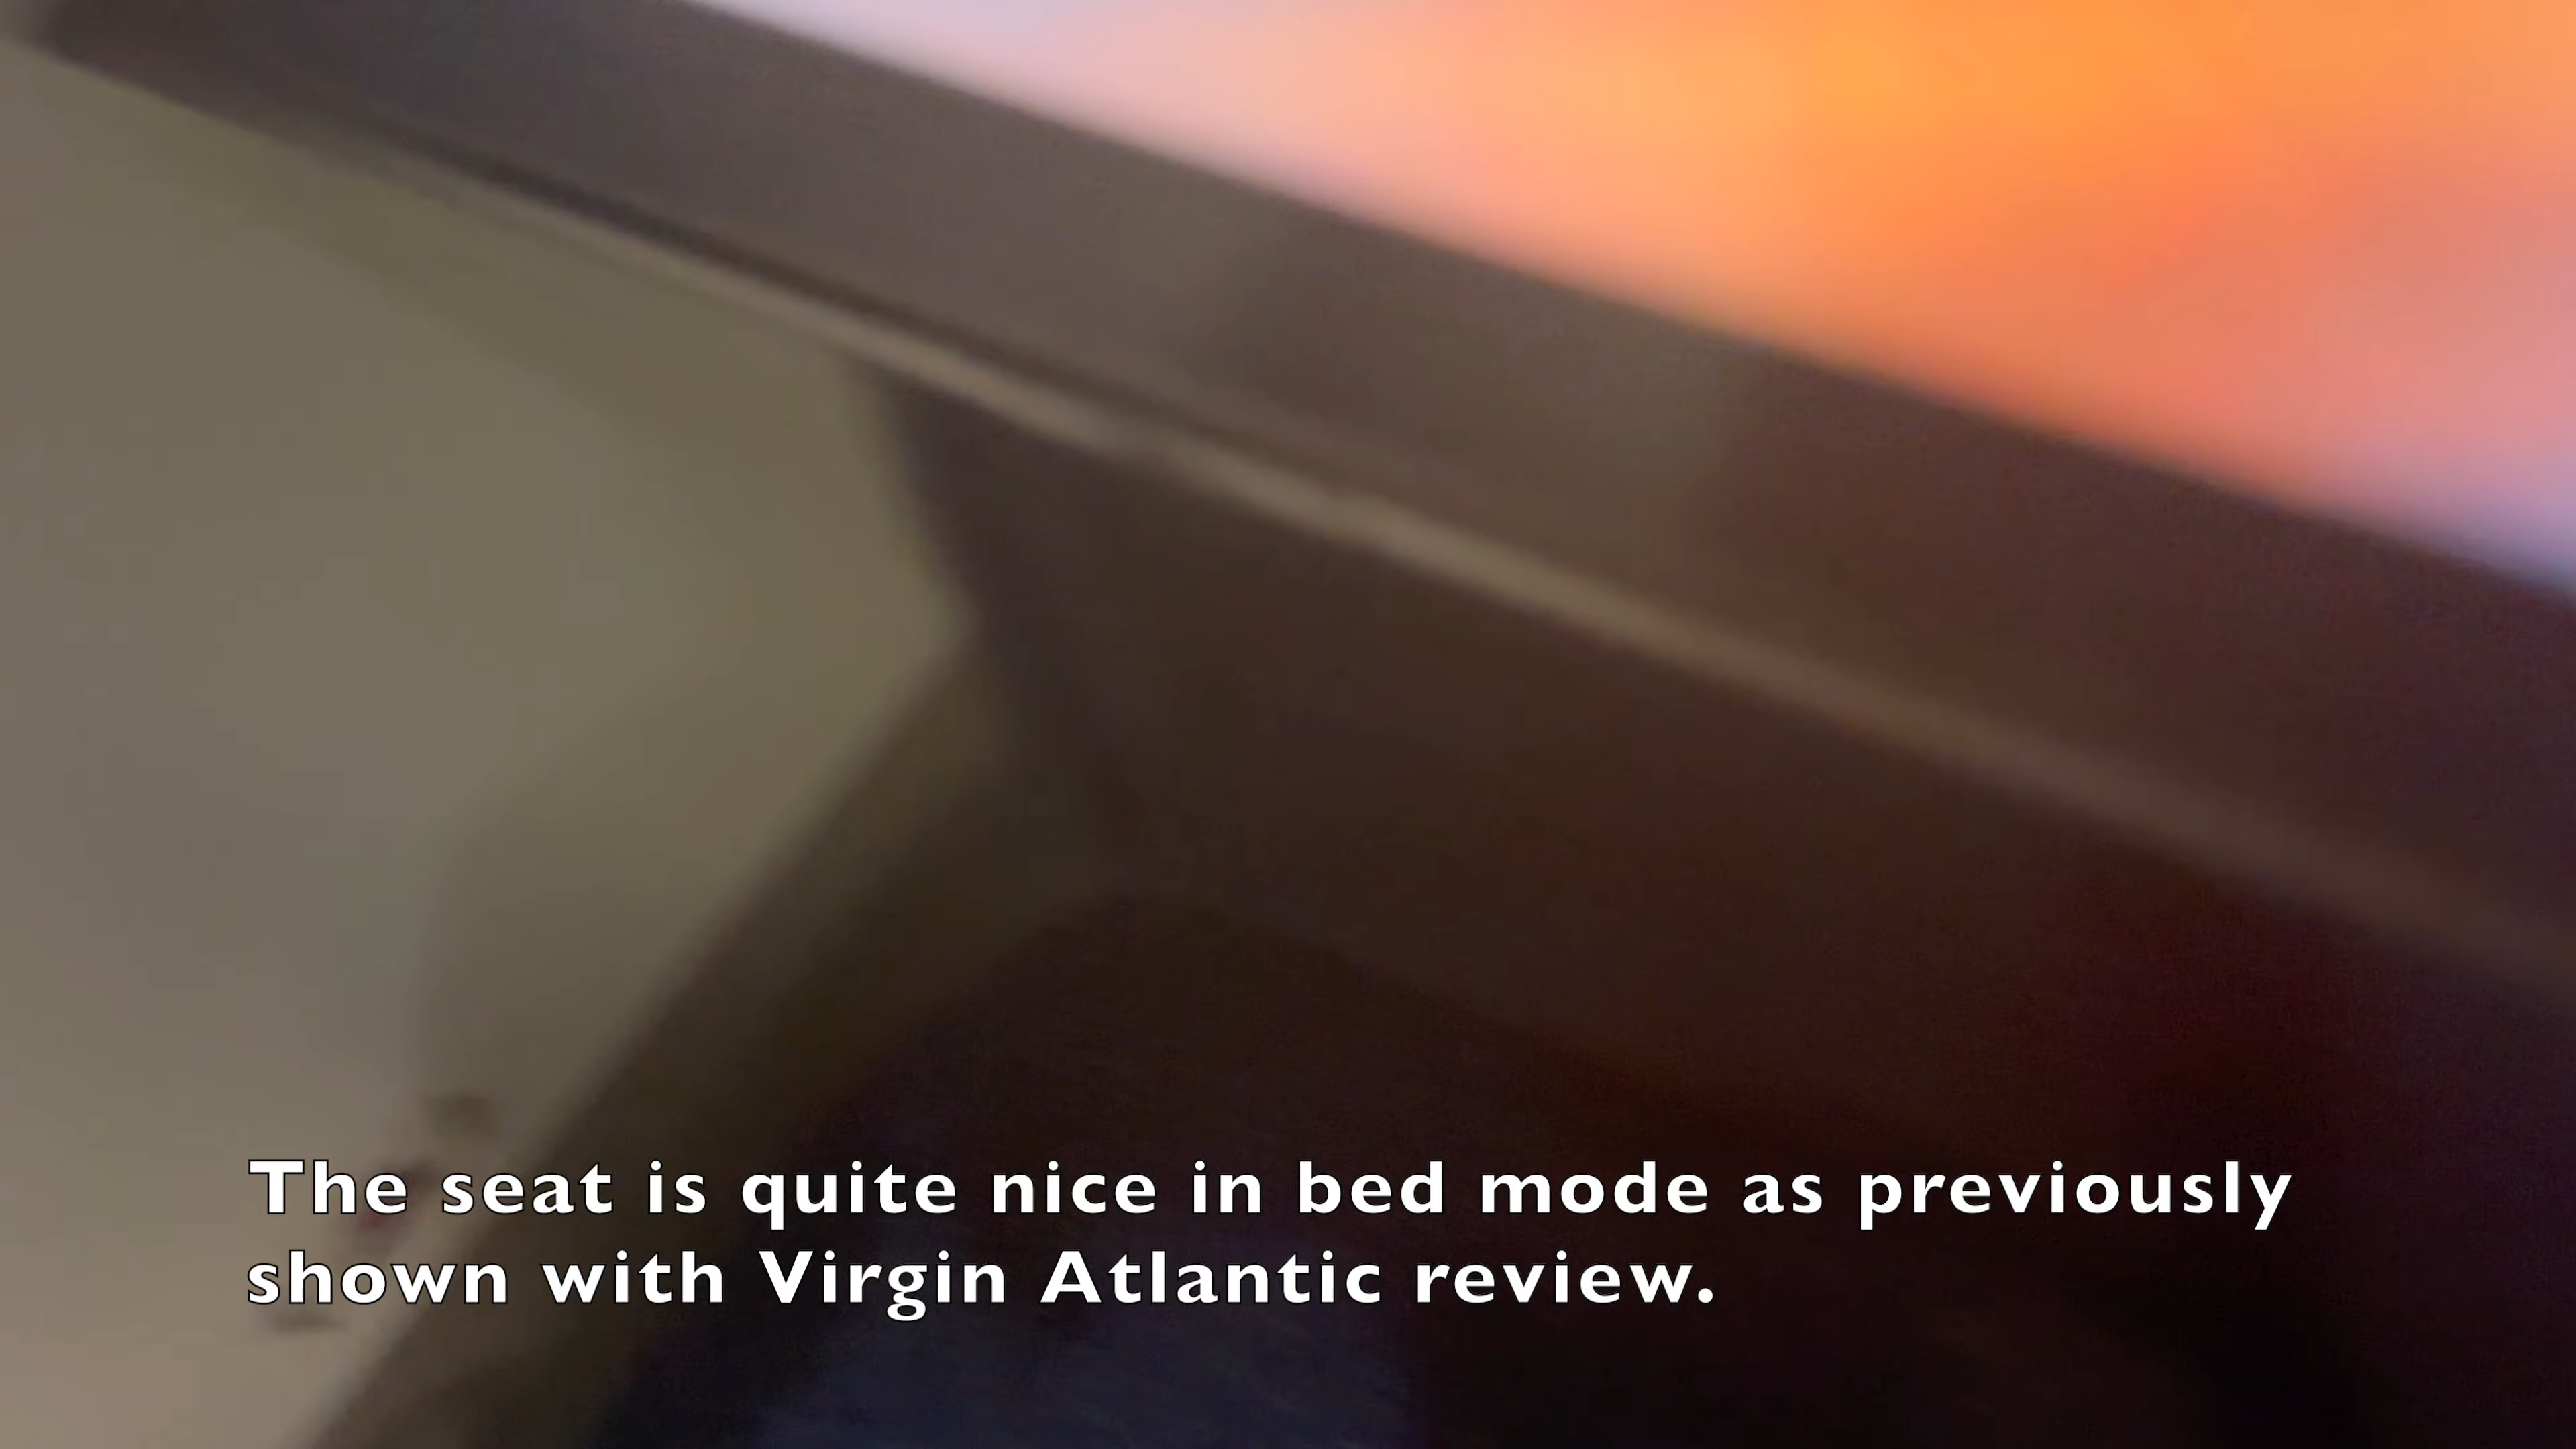 The seat is quite nice in bed mode as previously
shown with Virgin Atlantic review.